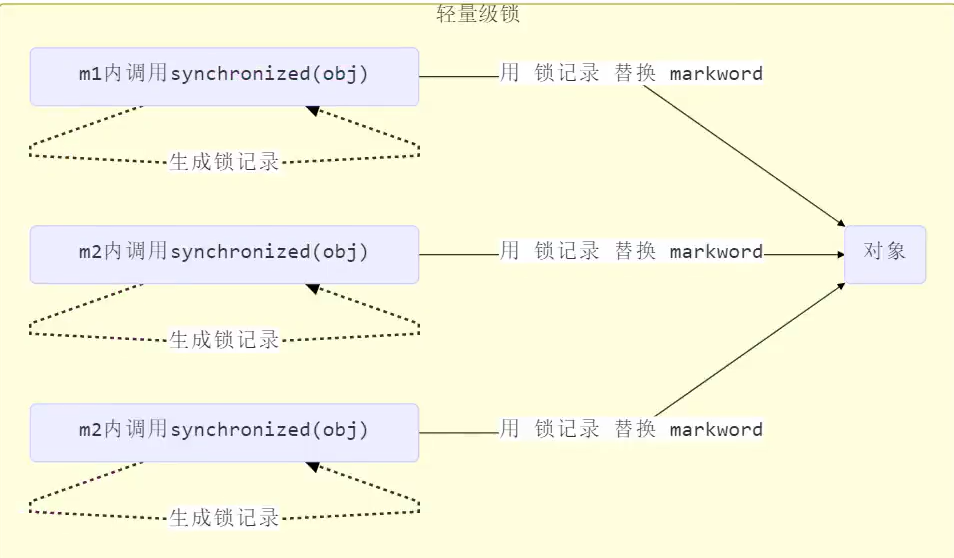 轻量级锁
m1内调用synchronized(obj)
用 锁记录 替换 markword
生成锁记录
m2内调用synchronized(obj)
用 锁记录 替换 markword
对象
生成锁记录
m2内调用synchronized(obj)
用 锁记录 替换 markword
生成锁记录